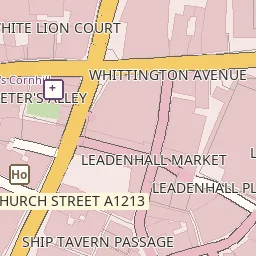 HITE LION COURT
WHITTINGTON AVENUE
's Cornhill
ETER'S ALLEY
LEADENHALL MARKET
Ho
LEADENHALL PL
HURCH STREET A1213
SHIP TAVERN PASSAGE